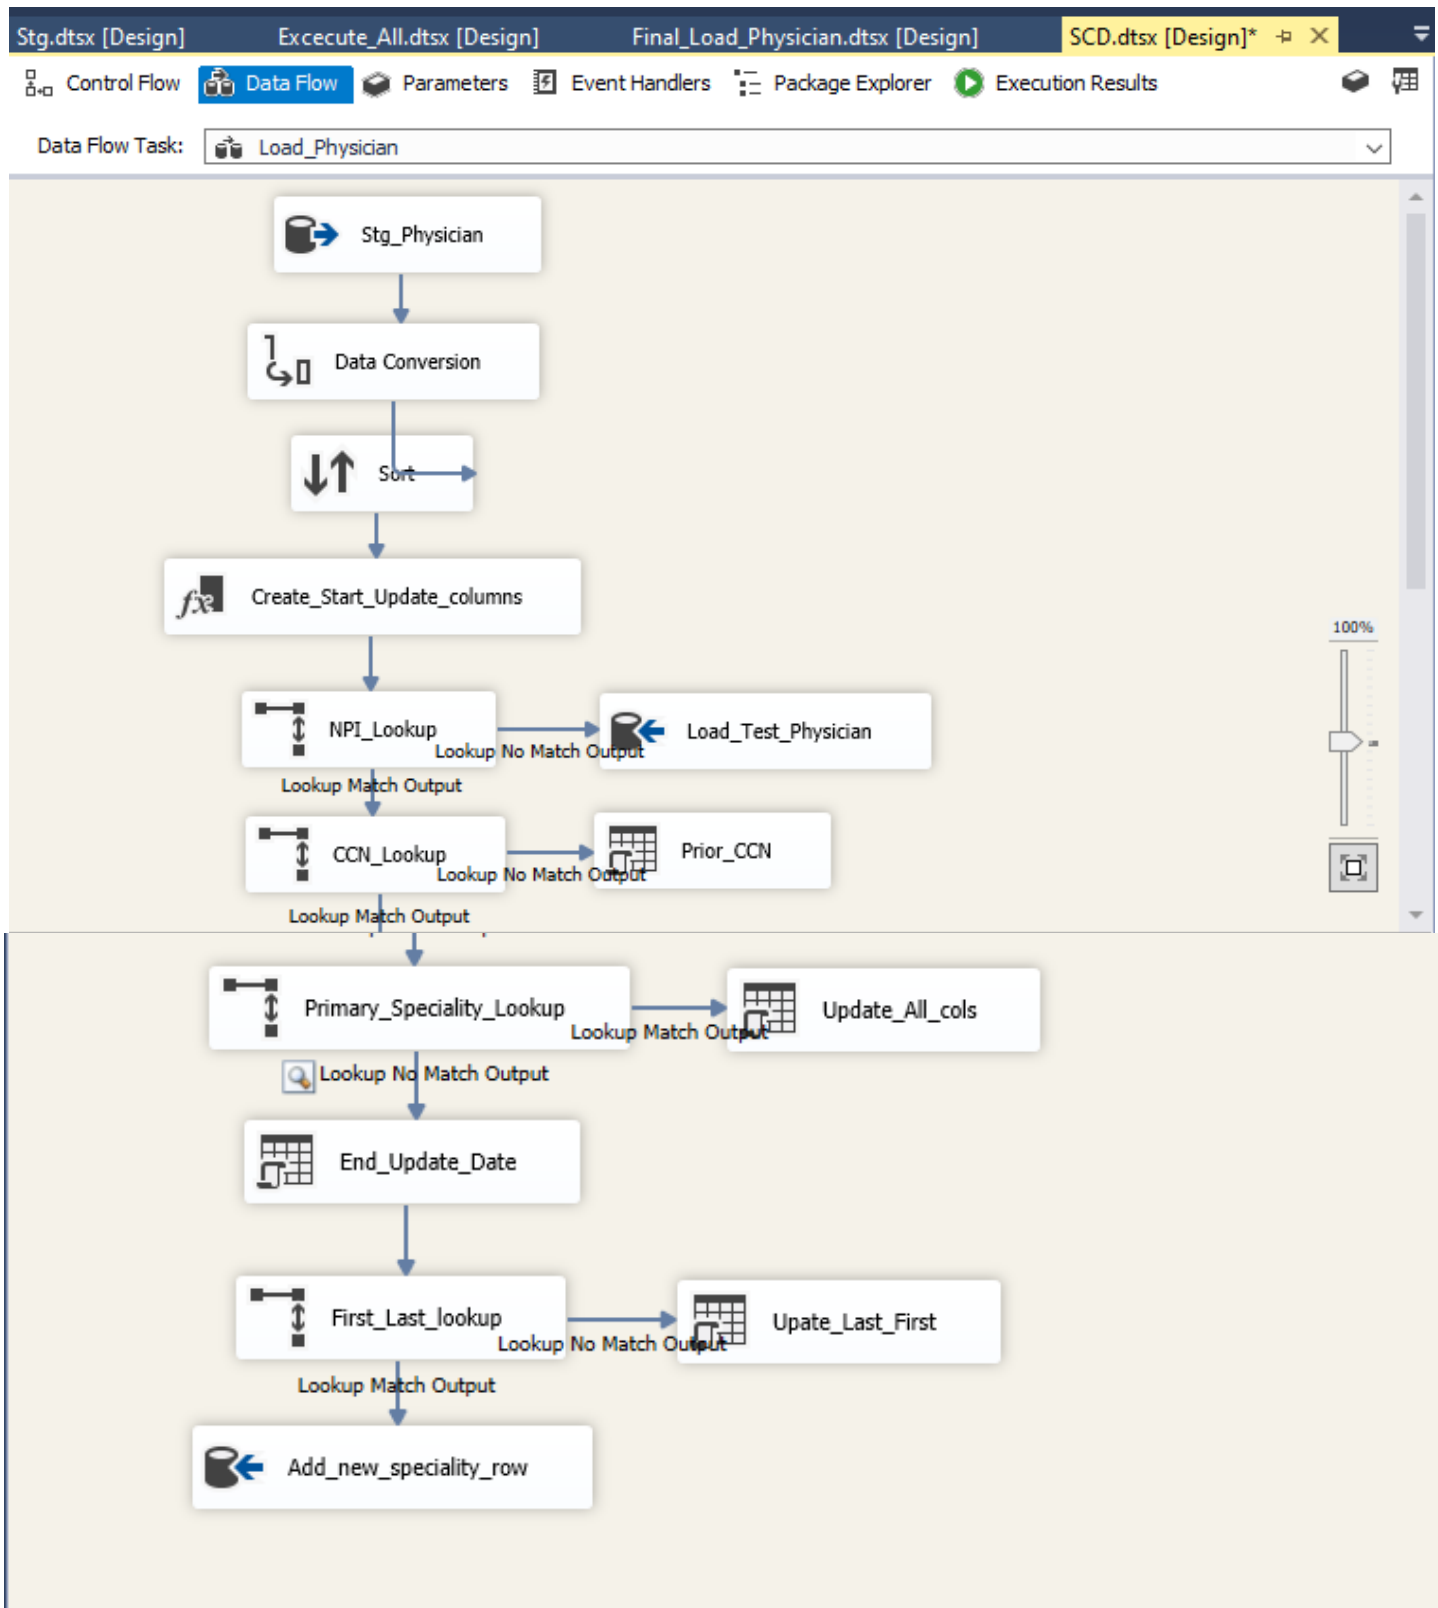 Stg.dtsx [Design] Excecute_All.dtsx [Design] Final_Load_Physician.dtsx [Design] SCD.dtsx [Design]*
Control Flow Data Flow Parameters Event Handlers Package Explorer Execution Results
Data Flow Task: Load_Physician
Stg_Physician
Data Conversion
Sort
Create_Start_Update_columns
100%
NPI_Lookup Load_Test_Physician
Lookup No Match Output
Lookup Match Output
CCN_Lookup Prior_CCN
Lookup No Match Output
Lookup Match Output
Primary_Speciality_Lookup Update_All_cols
Lookup Match Output
Lookup No Match Output
End_Update_Date
First_Last_lookup Upate_Last_First
Lookup No Match Output
Lookup Match Output
Add_new_speciality_row